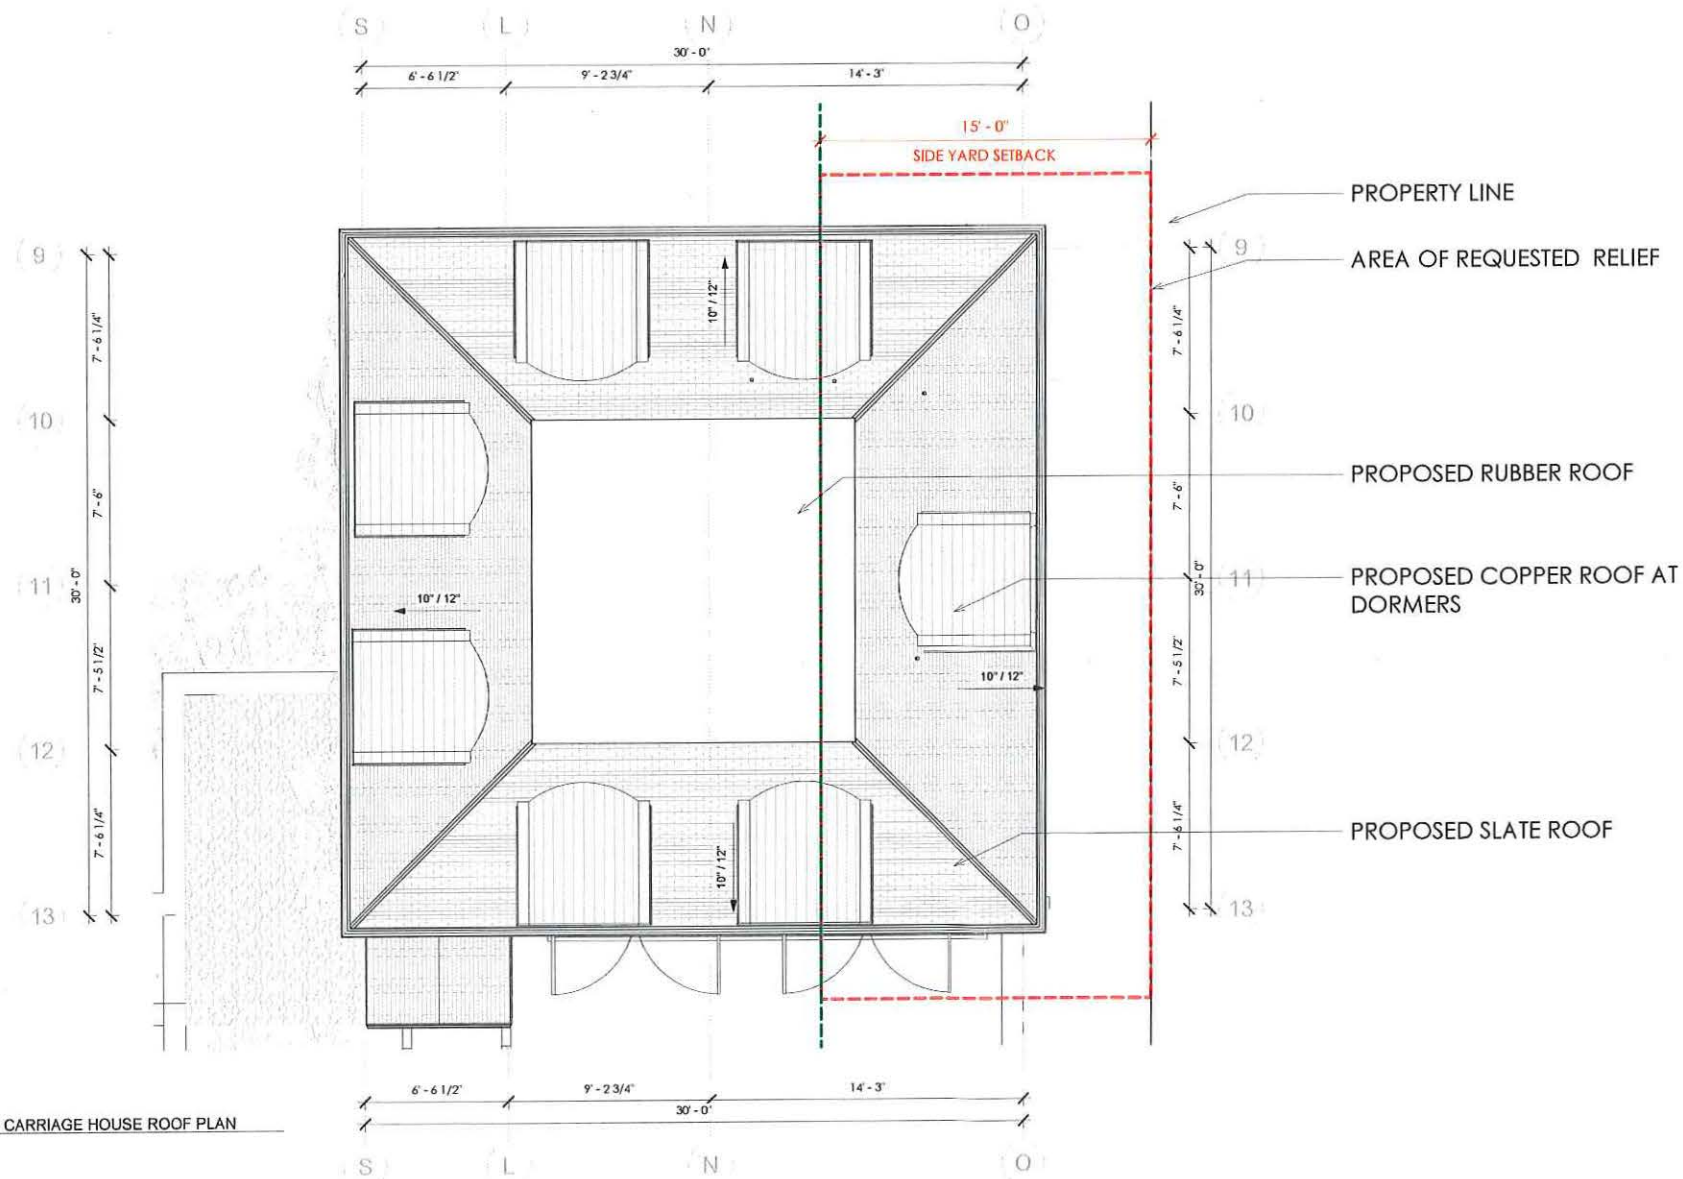 S L N O
30' - 0"
6' - 6 1/2" 9' - 2 3/4" 14' - 3"
15' - 0"
SIDE YARD SETBACK
PROPERTY LINE
AREA OF REQUESTED RELIEF
9 9
7' - 6 1/4" 10" / 12" 7' - 6 1/4"
10 10
PROPOSED RUBBER ROOF
7' - 6" 7' - 6"
11 30' - 0" 30' - 0" 11
PROPOSED COPPER ROOF AT
DORMERS
10" / 12"
7' - 5 1/2" 7' - 5 1/2"
10" / 12"
12 12
7' - 6 1/4" 10" / 12" 7' - 6 1/4"
PROPOSED SLATE ROOF
13 13
6' - 6 1/2" 9' - 2 3/4" 14' - 3"
30' - 0"
CARRIAGE HOUSE ROOF PLAN
S L N O